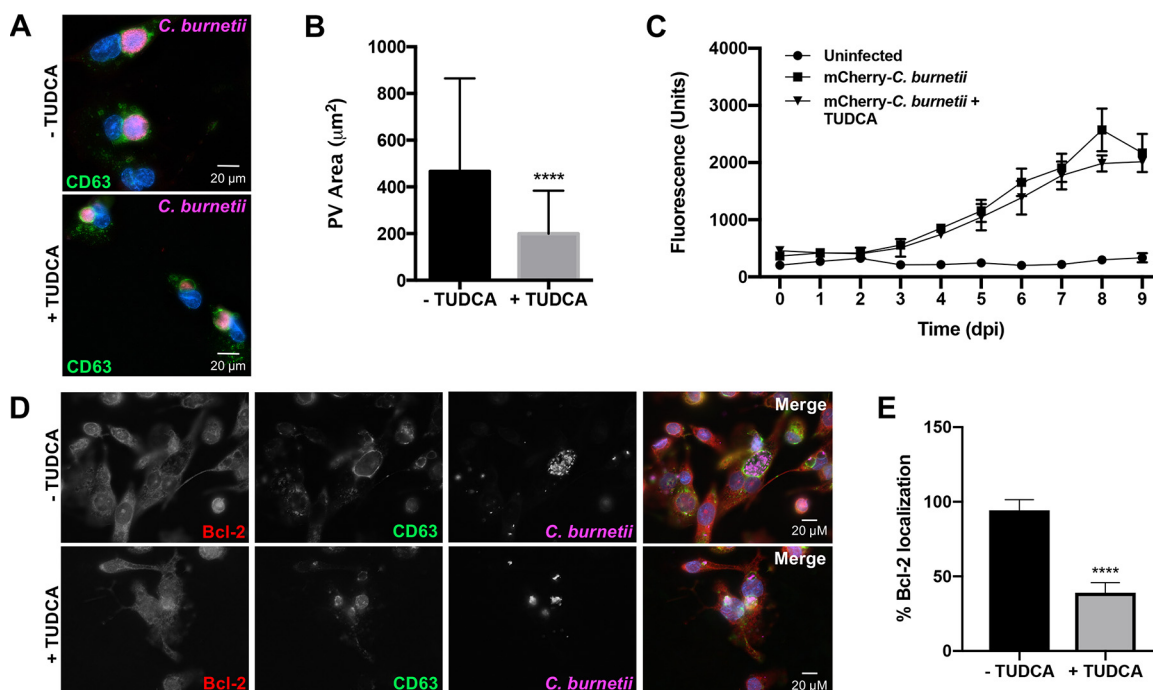 A
C. burnetii
- TUDCA
20 µm
CD63
C. burnetii
+ TUDCA
20 µm
CD63
B
1000
800
600
400
200
0
PV Area (µm²)
****
- TUDCA
+ TUDCA
C
Uninfected
mCherry-C. burnetii
mCherry-C. burnetii +
TUDCA
4000
3000
2000
1000
0
Fluorescence (Units)
0 1 2 3 4 5 6 7 8 9
Time (dpi)
D
- TUDCA
Bcl-2
CD63
C. burnetii
Merge
20 µM
+ TUDCA
Bcl-2
CD63
C. burnetii
Merge
20 µM
E
150
100
50
0
% Bcl-2 localization
****
- TUDCA
+ TUDCA